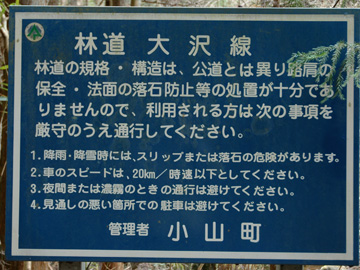 林道 大沢線
林道の規格・構造は、公道とは異り路肩の
保全・法面の落石防止等の処置が十分であ
りませんので、利用される方は次の事項を
厳守のうえ通行してください。
1.降雨・降雪時には、スリップまたは落石の危険があります。
2.車のスピードは、20km/時速以下としてください。
3.夜間または濃霧のときの通行は避けてください。
4.見通しの悪い箇所での駐車は避けてください。
管理者 小山町